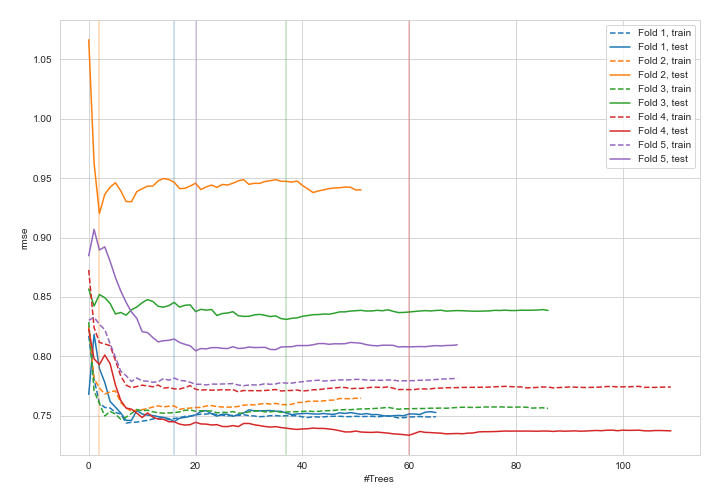 Fold 1, train
Fold 1, test
Fold 2, train
Fold 2, test
Fold 3, train
Fold 3, test
Fold 4, train
Fold 4, test
Fold 5, train
Fold 5, test
rmse
1.05
1.00
0.95
0.90
0.85
0.80
0.75
0 20 40 60 80 100
#Trees